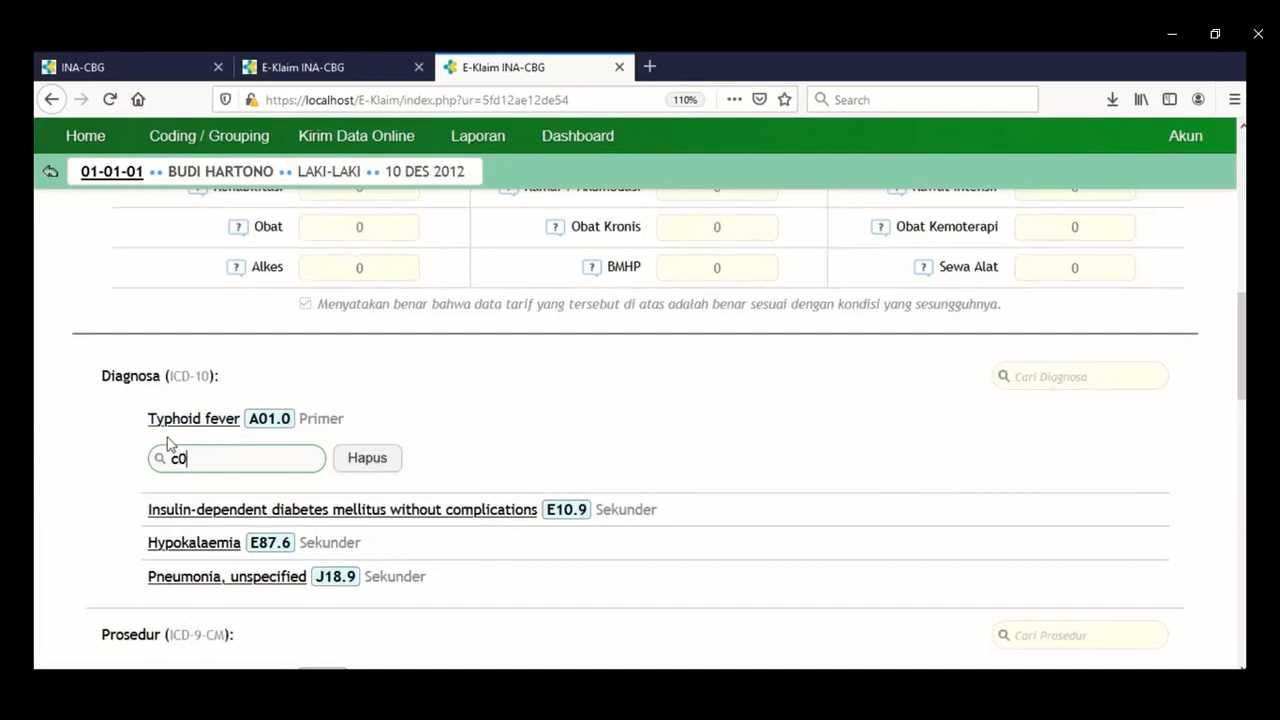 INA-CBG
E-Klaim INA-CBG
E-Klaim INA-CBG
https://localhost/E-Klaim/index.php?ur=5fd12ae12de54
110%
Search
Home
Coding / Grouping
Kirim Data Online
Laporan
Dashboard
Akun
01-01-01 •• BUDI HARTONO •• LAKI-LAKI •• 10 DES 2012
Rehabilitasi
Kamar / Akomodasi
Rawat Intensif
? Obat 0
? Obat Kronis 0
? Obat Kemoterapi 0
? Alkes 0
? BMHP 0
? Sewa Alat 0
Menyatakan benar bahwa data tarif yang tersebut di atas adalah benar sesuai dengan kondisi yang sesungguhnya.
Diagnosa (ICD-10):
Cari Diagnosa
Typhoid fever A01.0 Primer
c0
Hapus
Insulin-dependent diabetes mellitus without complications E10.9 Sekunder
Hypokalaemia E87.6 Sekunder
Pneumonia, unspecified J18.9 Sekunder
Prosedur (ICD-9-CM):
Cari Prosedur